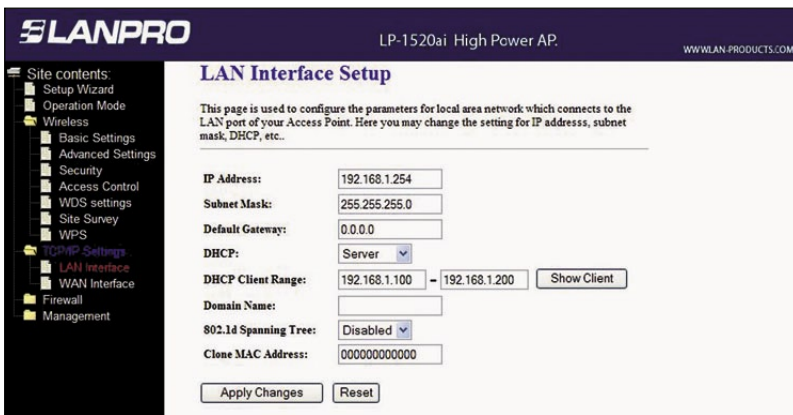 LANPRO
LP-1520ai High Power AP.
WWW.LAN-PRODUCTS.COM
Site contents:
Setup Wizard
Operation Mode
Wireless
Basic Settings
Advanced Settings
Security
Access Control
WDS settings
Site Survey
WPS
TCP/IP Settings
LAN Interface
WAN Interface
Firewall
Management
LAN Interface Setup
This page is used to configure the parameters for local area network which connects to the
LAN port of your Access Point. Here you may change the setting for IP addresss, subnet
mask, DHCP, etc..
IP Address: 192.168.1.254
Subnet Mask: 255.255.255.0
Default Gateway: 0.0.0.0
DHCP: Server
DHCP Client Range: 192.168.1.100 - 192.168.1.200 Show Client
Domain Name:
802.1d Spanning Tree: Disabled
Clone MAC Address: 000000000000
Apply Changes Reset